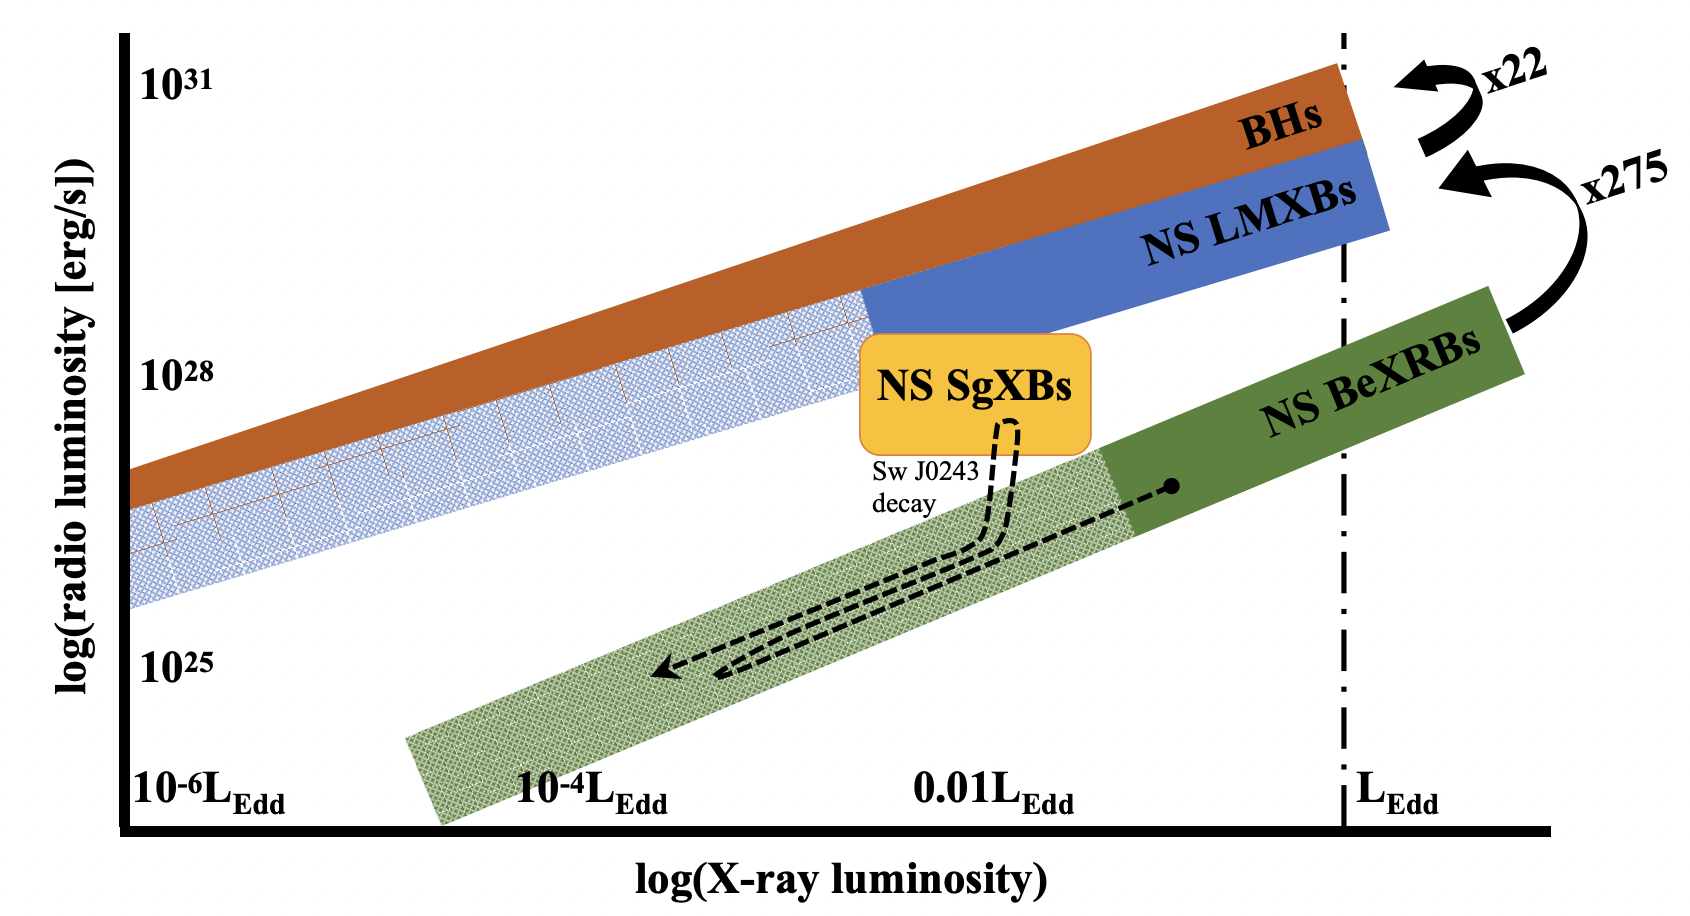 10³¹
10²⁸
10²⁵
log(radio luminosity [erg/s])
BHs
NS LMXBs
NS SgXBs
NS BeXRBs
Sw J0243
decay
x22
x275
10⁻⁶L_Edd
10⁻⁴L_Edd
0.01L_Edd
L_Edd
log(X-ray luminosity)